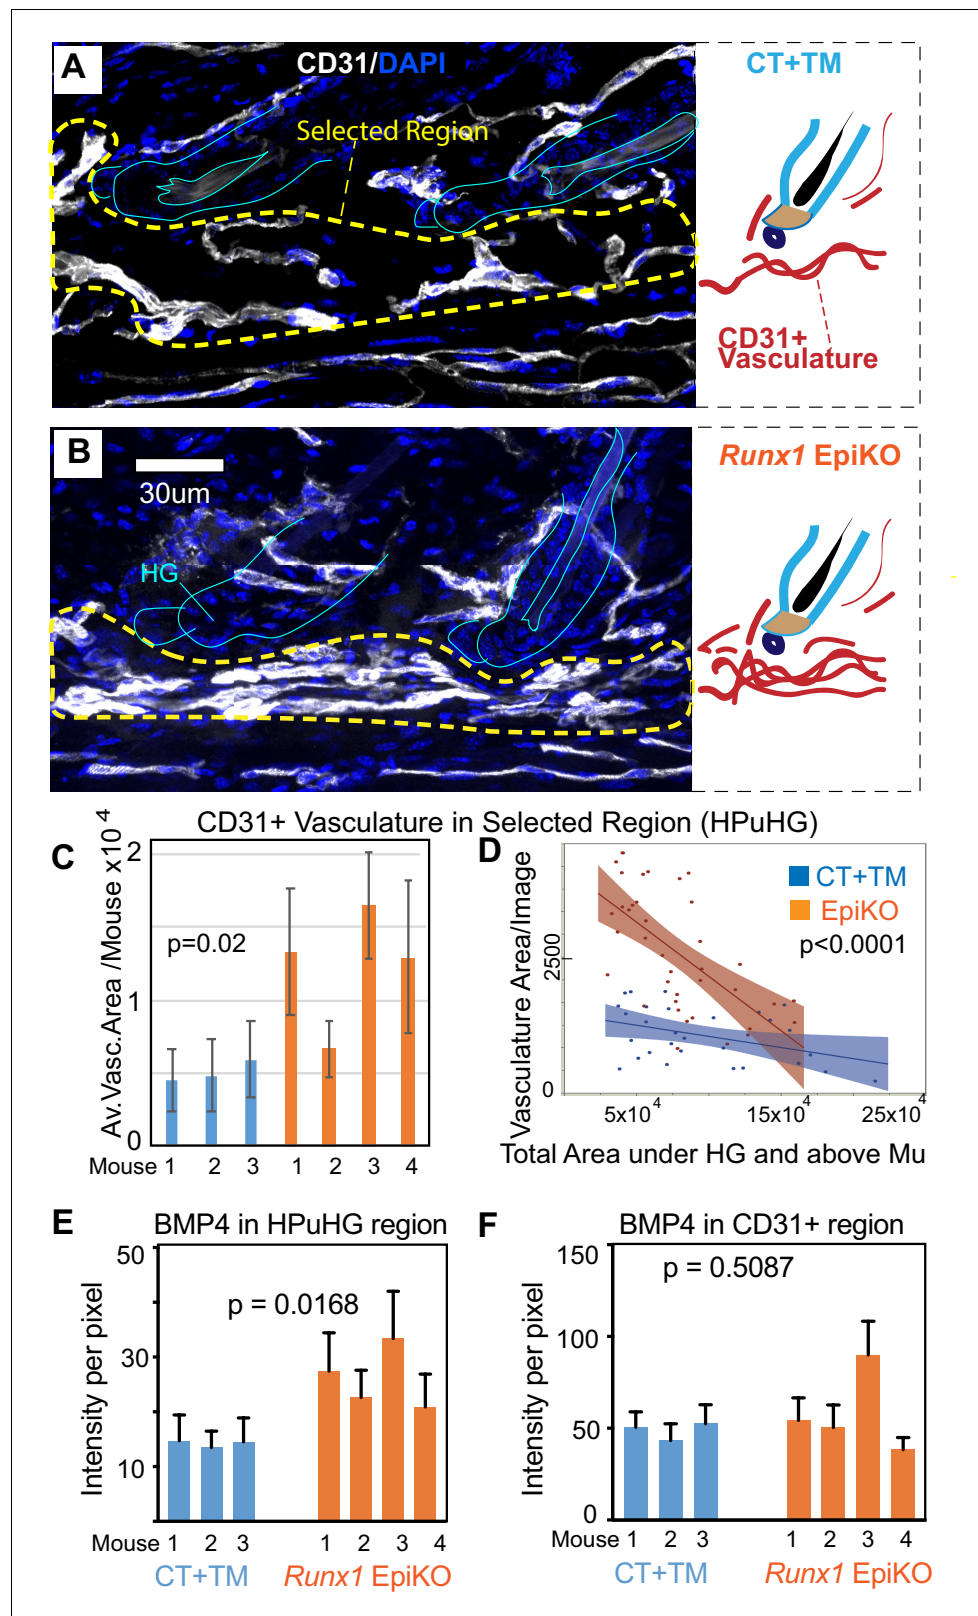 A
CD31/DAPI
Selected Region
CT+TM
CD31+
Vasculature
B
30um
HG
Runx1 EpiKO
CD31+ Vasculature in Selected Region (HPuHG)
C
Av.Vasc.Area /Mouse x10^4
2
1
0
p=0.02
Mouse 1 2 3 1 2 3 4
D
Vasculature Area/Image
2500
0
CT+TM
EpiKO
p<0.0001
5x10^4 15x10^4 25x10^4
Total Area under HG and above Mu
E
BMP4 in HPuHG region
Intensity per pixel
50
30
10
p = 0.0168
Mouse 1 2 3 1 2 3 4
CT+TM Runx1 EpiKO
F
BMP4 in CD31+ region
Intensity per pixel
150
100
50
0
p = 0.5087
Mouse 1 2 3 1 2 3 4
CT+TM Runx1 EpiKO